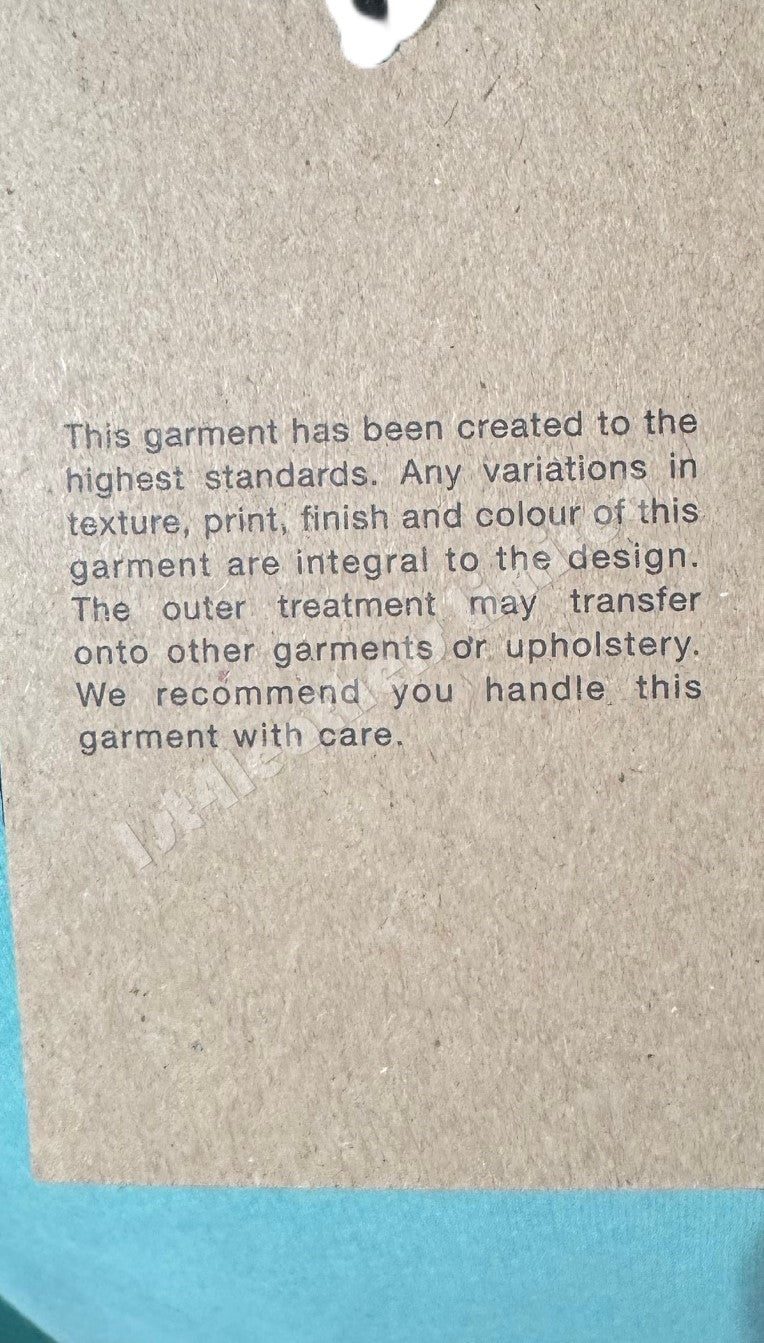 This garment has been created to the
highest standards. Any variations in
texture, print, finish and colour of this
garment are integral to the design.
The outer treatment may transfer
onto other garments or upholstery.
We recommend you handle this
garment with care.